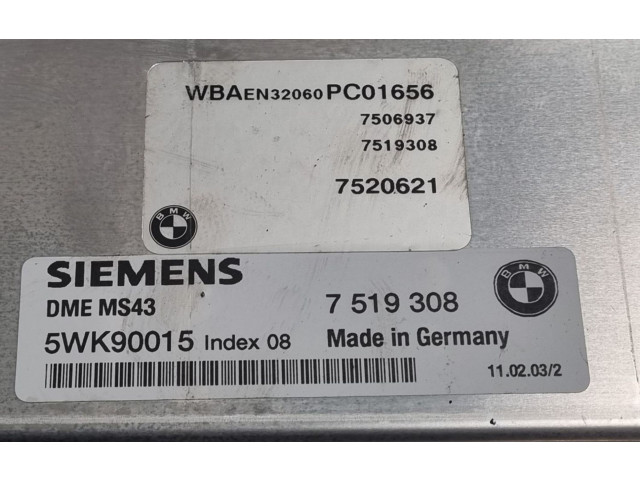 WBAEN32060PC01656
7506937
7519308
7520621
BMW
SIEMENS
DME MS43 7 519 308
BMW
5WK90015 Index 08 Made in Germany
11.02.03/2